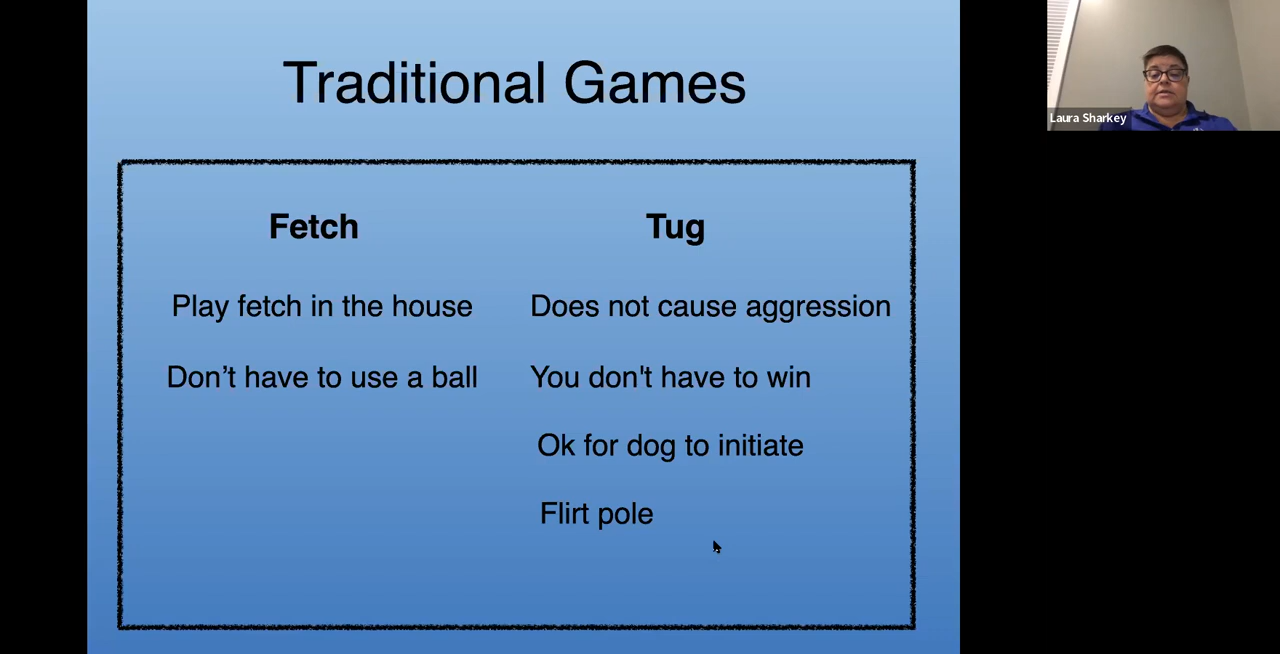 Traditional Games
Laura Sharkey
Fetch
Tug
Play fetch in the house
Does not cause aggression
Don’t have to use a ball
You don't have to win
Ok for dog to initiate
Flirt pole